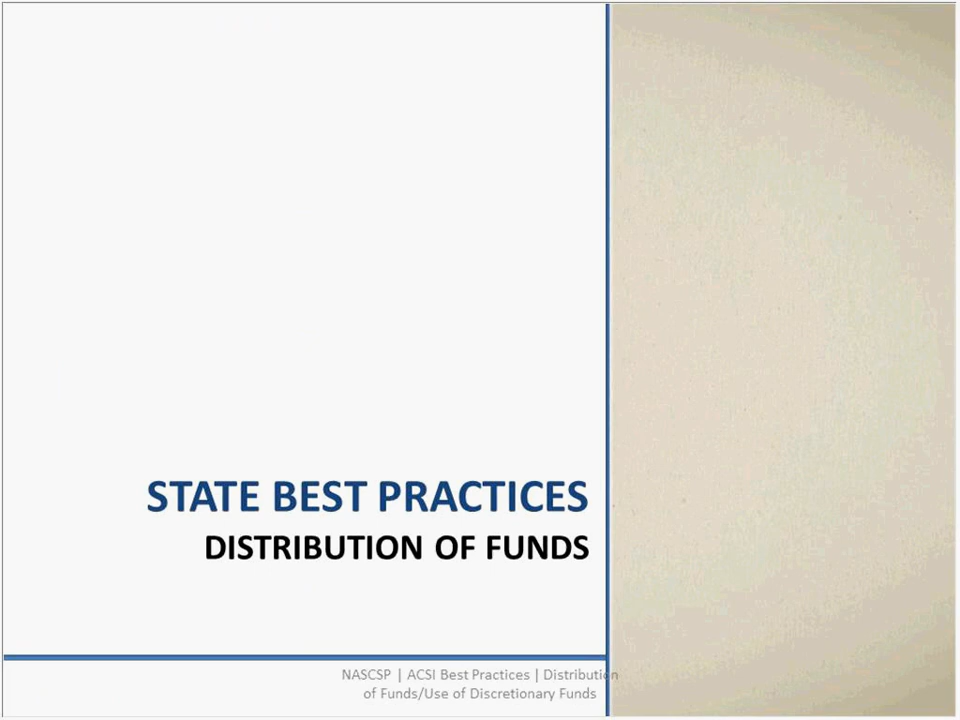 STATE BEST PRACTICES
DISTRIBUTION OF FUNDS
NASCSP | ACSI Best Practices | Distribution
of Funds/Use of Discretionary Funds